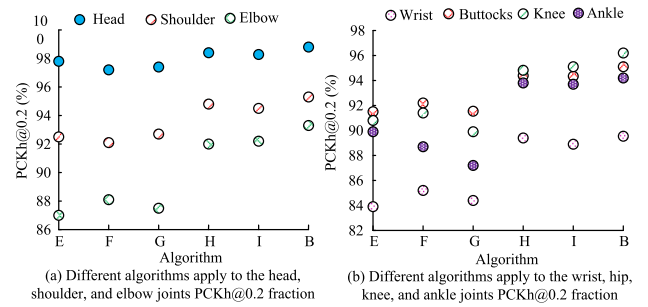 Head Shoulder Elbow
10
0
98
96
94
92
90
88
86
PCKh@0.2 (%)
E F G H I B
Algorithm
(a) Different algorithms apply to the head,
shoulder, and elbow joints PCKh@0.2 fraction
Wrist Buttocks Knee Ankle
98
96
94
92
90
88
86
84
82
PCKh@0.2 (%)
E F G H I B
Algorithm
(b) Different algorithms apply to the wrist, hip,
knee, and ankle joints PCKh@0.2 fraction